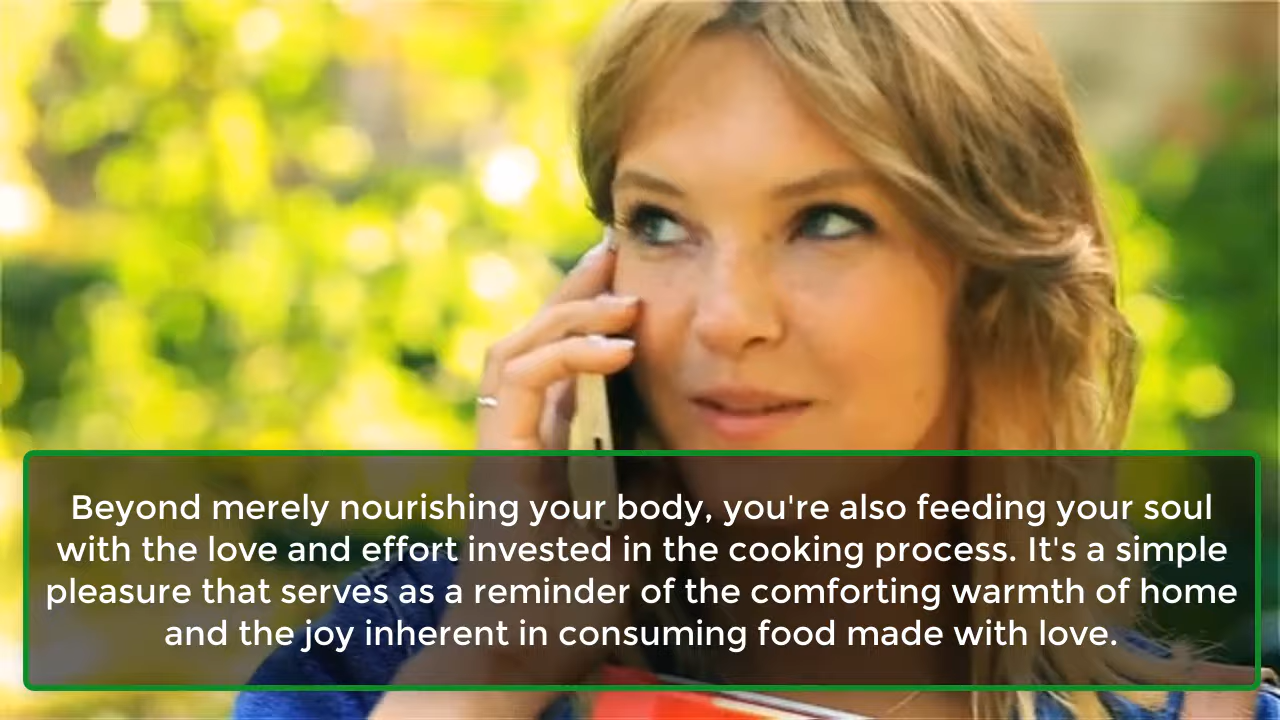 Beyond merely nourishing your body, you're also feeding your soul
with the love and effort invested in the cooking process. It's a simple
pleasure that serves as a reminder of the comforting warmth of home
and the joy inherent in consuming food made with love.